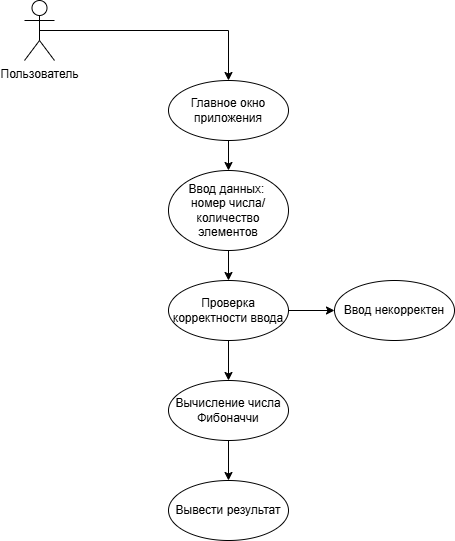 Пользователь
Главное окно
приложения
Ввод данных:
номер числа/
количество
элементов
Проверка
корректности ввода
Ввод некорректен
Вычисление числа
Фибоначчи
Вывести результат